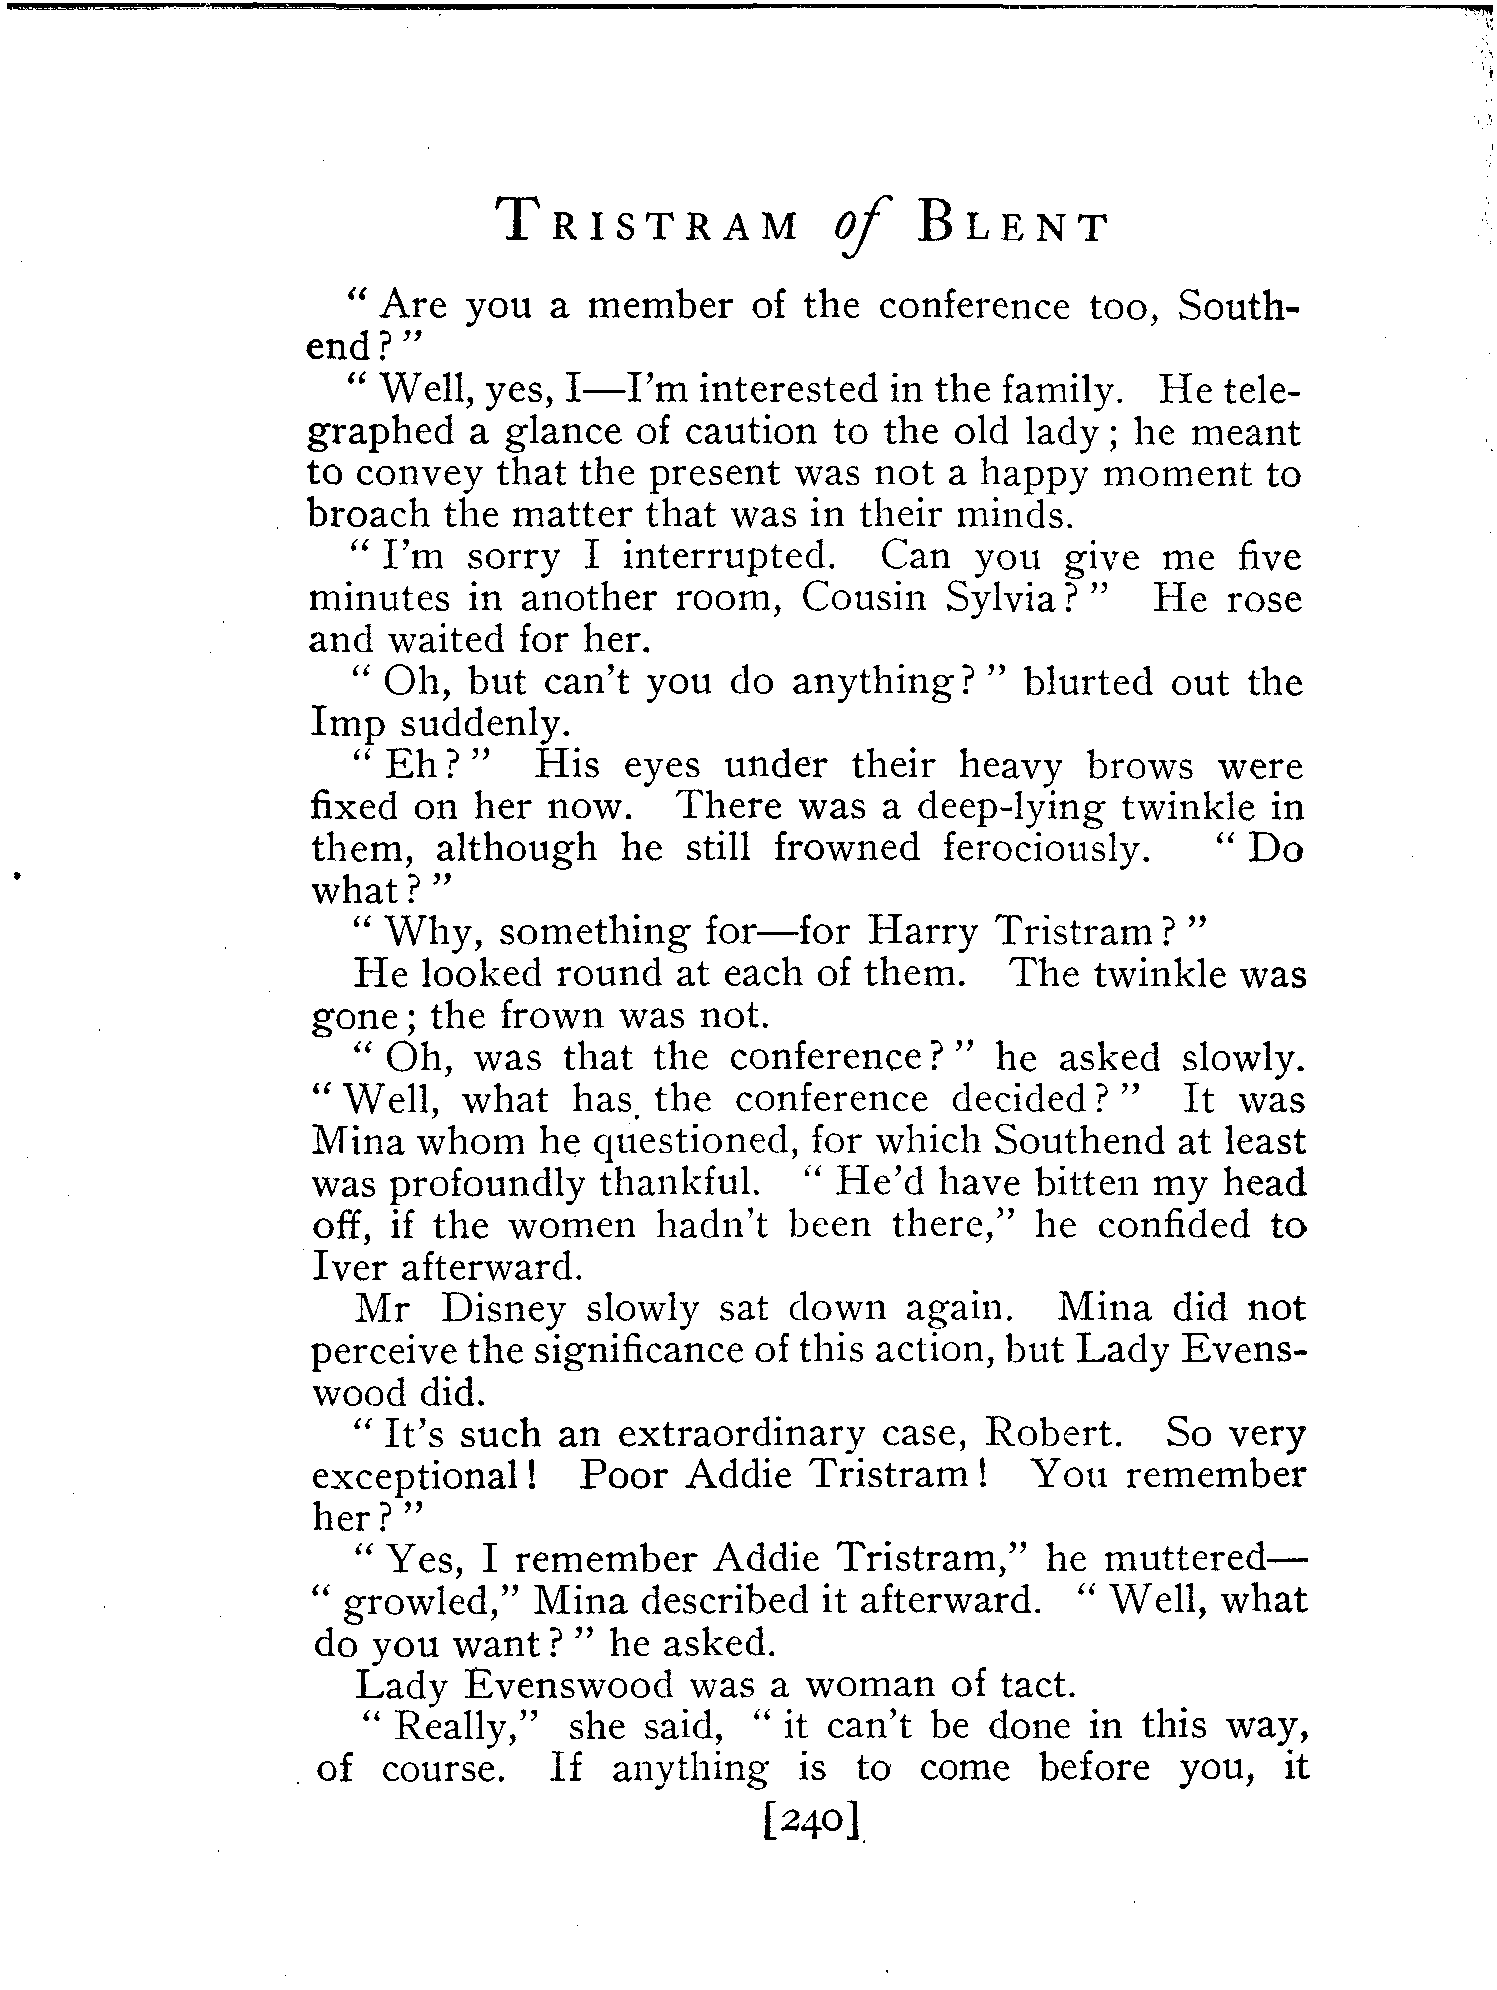 TRISTRAM of BLENT
“ Are you a member of the conference too, South-
end? ”
“ Well, yes, I—I’m interested in the family. He tele-
graphed a glance of caution to the old lady; he meant
to convey that the present was not a happy moment to
broach the matter that was in their minds.
“ I’m sorry I interrupted. Can you give me five
minutes in another room, Cousin Sylvia? ” He rose
and waited for her.
“ Oh, but can’t you do anything? ” blurted out the
Imp suddenly.
“ Eh? ” His eyes under their heavy brows were
fixed on her now. There was a deep-lying twinkle in
them, although he still frowned ferociously. “ Do
what? ”
“ Why, something for—for Harry Tristram? ”
He looked round at each of them. The twinkle was
gone; the frown was not.
“ Oh, was that the conference? ” he asked slowly.
“ Well, what has the conference decided? ” It was
Mina whom he questioned, for which Southend at least
was profoundly thankful. “ He’d have bitten my head
off, if the women hadn’t been there,” he confided to
Iver afterward.
Mr Disney slowly sat down again. Mina did not
perceive the significance of this action, but Lady Evens-
wood did.
“ It’s such an extraordinary case, Robert. So very
exceptional! Poor Addie Tristram! You remember
her? ”
“ Yes, I remember Addie Tristram,” he muttered—
“ growled,” Mina described it afterward. “ Well, what
do you want? ” he asked.
Lady Evenswood was a woman of tact.
“ Really,” she said, “ it can’t be done in this way,
of course. If anything is to come before you, it
[240]